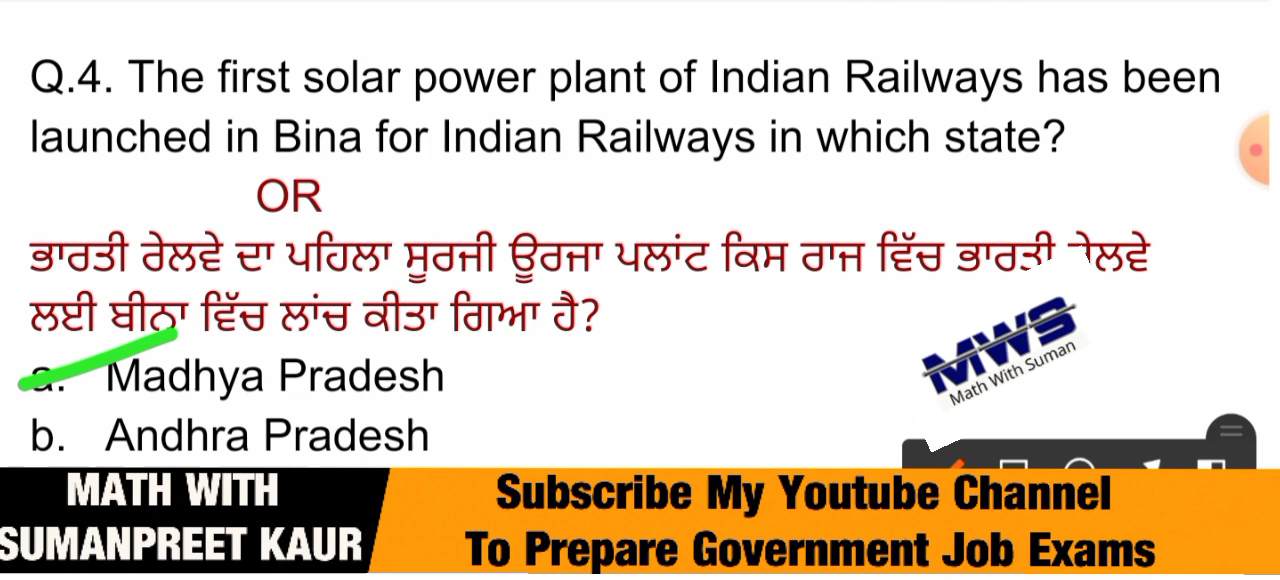 Q.4. The first solar power plant of Indian Railways has been
launched in Bina for Indian Railways in which state?
OR
ਭਾਰਤੀ ਰੇਲਵੇ ਦਾ ਪਹਿਲਾ ਸੂਰਜੀ ਊਰਜਾ ਪਲਾਂਟ ਕਿਸ ਰਾਜ ਵਿੱਚ ਭਾਰਤੀ ਰੇਲਵੇ
ਲਈ ਬੀਨਾ ਵਿੱਚ ਲਾਂਚ ਕੀਤਾ ਗਿਆ ਹੈ?
a. Madhya Pradesh
b. Andhra Pradesh
MWS
Math With Suman
MATH WITH
SUMANPREET KAUR
Subscribe My Youtube Channel
To Prepare Government Job Exams